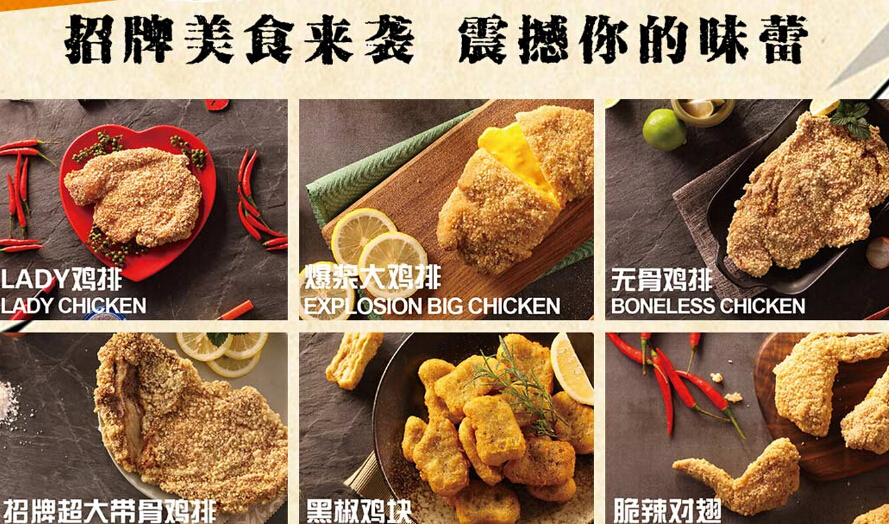 招牌美食来袭 震撼你的味蕾
LADY鸡排
LADY CHICKEN
爆浆大鸡排
EXPLOSION BIG CHICKEN
无骨鸡排
BONELESS CHICKEN
招牌超大带骨鸡排
黑椒鸡块
脆辣对翅